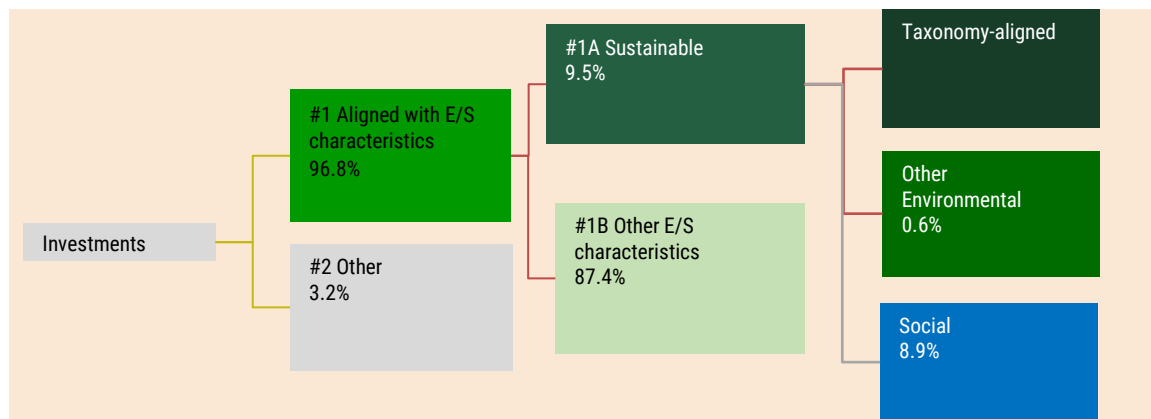 Investments
#1 Aligned with E/S
characteristics
96.8%
#2 Other
3.2%
#1A Sustainable
9.5%
#1B Other E/S
characteristics
87.4%
Taxonomy-aligned
Other
Environmental
0.6%
Social
8.9%